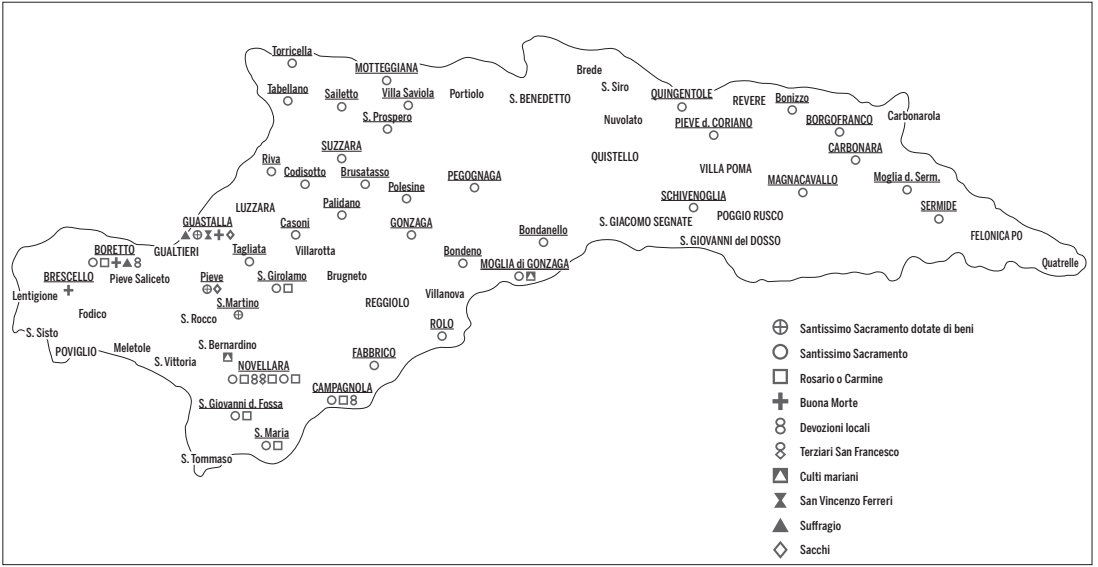 Torricella
MOTTEGGIANA
Brede
Tabellano
Sailetto
Villa Saviola
Portiolo
S. BENEDETTO
S. Siro
QUINGENTOLE
REVERE
Bonizzo
S. Prospero
Nuvolato
PIEVE d. CORIANO
BORGOFRANCO
Carbonarola
SUZZARA
QUISTELLO
CARBONARA
Riva
Codisotto
Brusatasso
PEGOGNAGA
VILLA POMA
MAGNACAVALLO
Moglia d. Serm.
Polesine
LUZZARA
Palidano
SCHIVENOGLIA
SERMIDE
GUASTALLA
Casoni
GONZAGA
S. GIACOMO SEGNATE
POGGIO RUSCO
Bondanello
S. GIOVANNI del DOSSO
FELONICA PO
BORETTO
GUALTIERI
Tagliata
Villarotta
Bondeno
MOGLIA di GONZAGA
Quatrelle
BRESCELLO
Pieve Saliceto
Pieve
S. Girolamo
Brugneto
Lentigione
S.Martino
REGGIOLO
Villanova
Fodico
S. Rocco
ROLO
S. Sisto
POVIGLIO
Meletole
S. Vittoria
S. Bernardino
FABBRICO
NOVELLARA
CAMPAGNOLA
S. Giovanni d. Fossa
S. Maria
S. Tommaso
Santissimo Sacramento dotate di beni
Santissimo Sacramento
Rosario o Carmine
Buona Morte
Devozioni locali
Terziari San Francesco
Culti mariani
San Vincenzo Ferreri
Suffragio
Sacchi